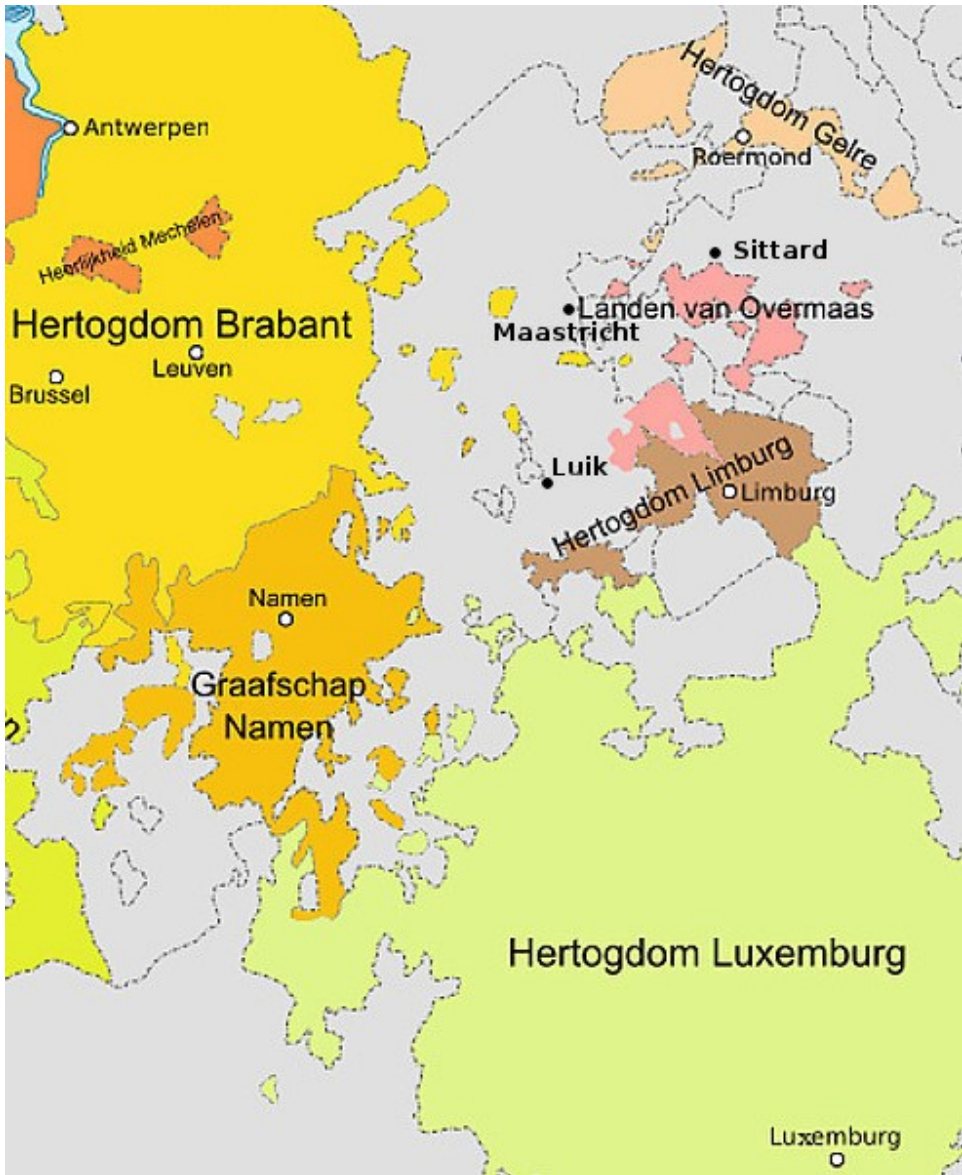 Hertogdom Gelre
Antwerpen
Roermond
Heerlijkheid Mechelen
Sittard
Landen van Overmaas
Hertogdom Brabant
Maastricht
Leuven
Brussel
Luik
Hertogdom Limburg
Limburg
Namen
Graafschap
Namen
n
Hertogdom Luxemburg
Luxemburg